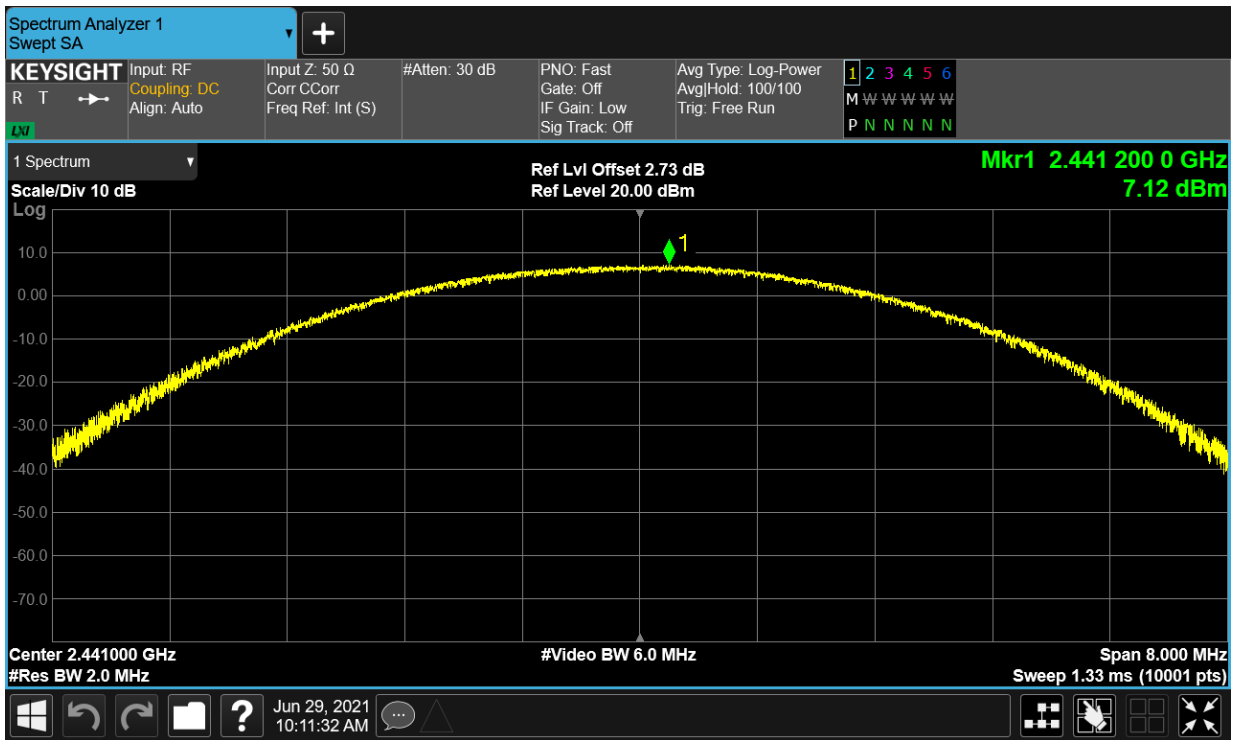 Spectrum Analyzer 1
Swept SA
KEYSIGHT
R T
LXI
Input: RF
Coupling: DC
Align: Auto
Input Z: 50 Ω
Corr CCorr
Freq Ref: Int (S)
#Atten: 30 dB
PNO: Fast
Gate: Off
IF Gain: Low
Sig Track: Off
Avg Type: Log-Power
Avg|Hold: 100/100
Trig: Free Run
1 2 3 4 5 6
M W W W W W
P N N N N N
1 Spectrum
Scale/Div 10 dB
Log
Ref Lvl Offset 2.73 dB
Ref Level 20.00 dBm
Mkr1 2.441 200 0 GHz
7.12 dBm
1
10.0
0.00
-10.0
-20.0
-30.0
-40.0
-50.0
-60.0
-70.0
Center 2.441000 GHz
#Res BW 2.0 MHz
#Video BW 6.0 MHz
Span 8.000 MHz
Sweep 1.33 ms (10001 pts)
?
Jun 29, 2021
10:11:32 AM